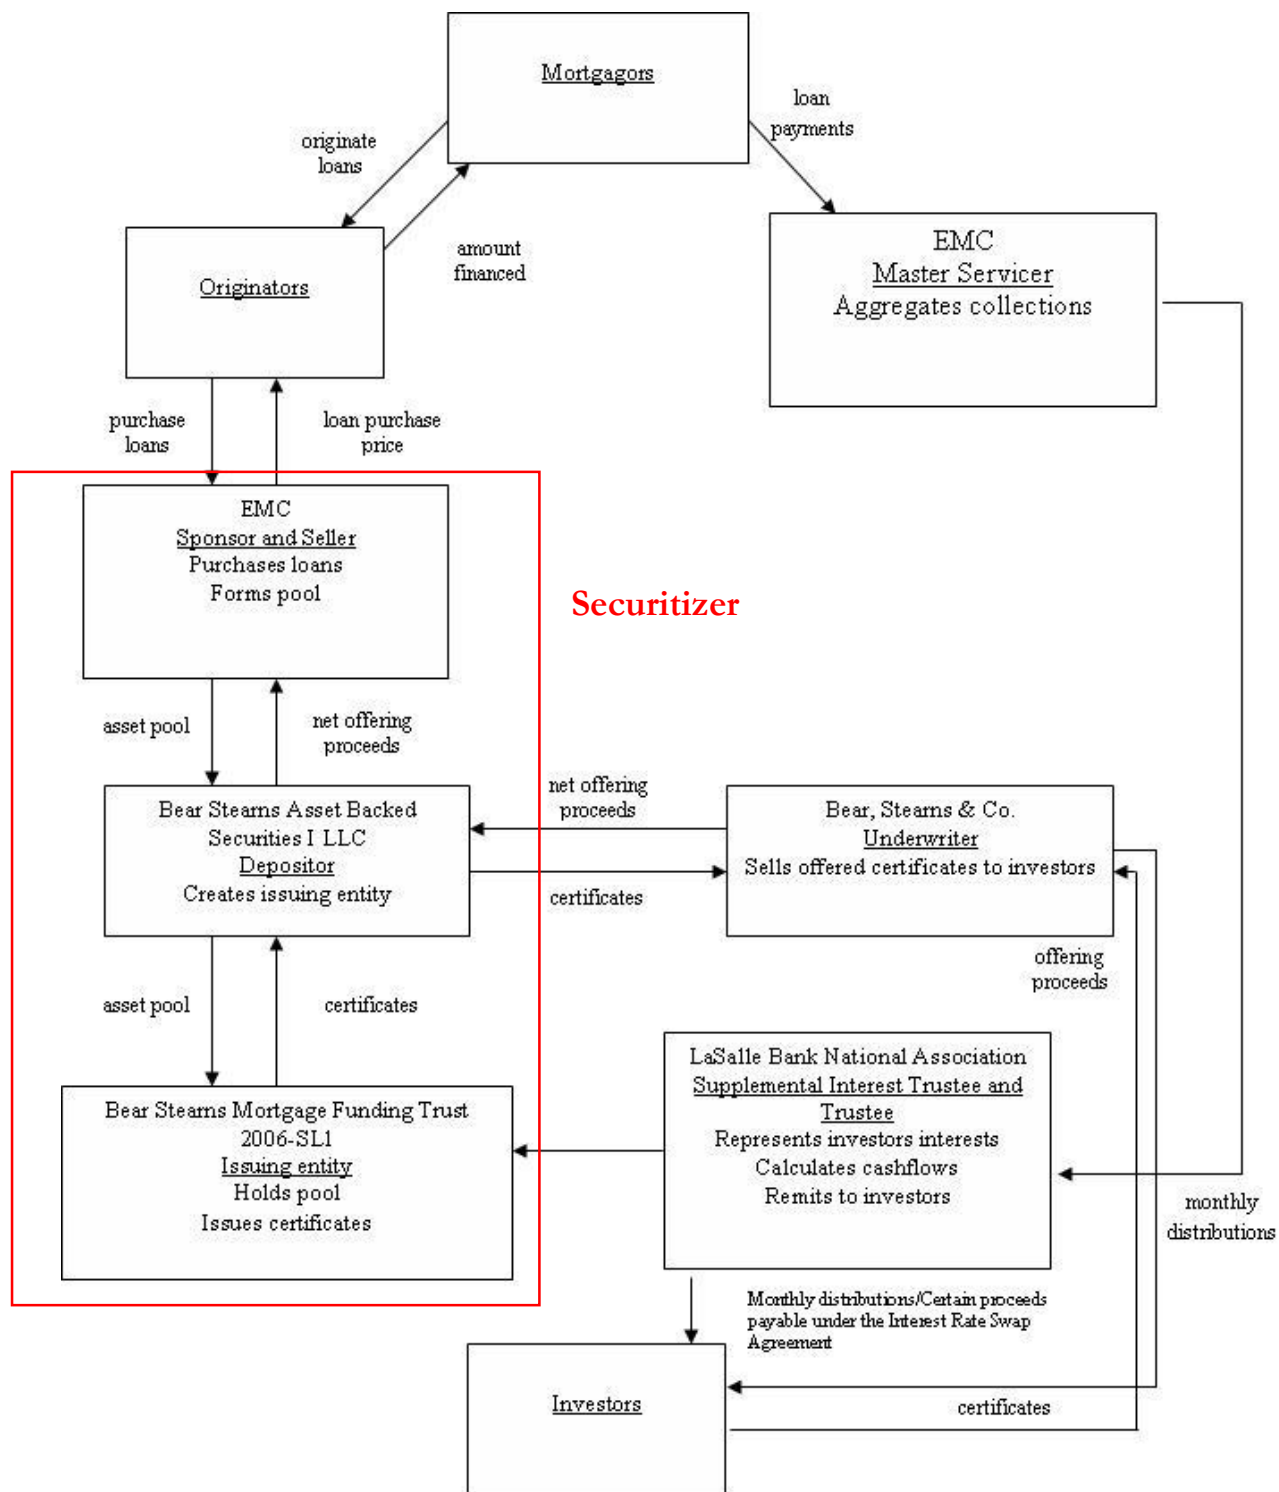 Mortgagors
loan
payments
originate
loans
amount
financed
Originators
EMC
Master Servicer
Aggregates collections
purchase
loans
loan purchase
price
EMC
Sponsor and Seller
Purchases loans
Forms pool
Securitizer
asset pool
net offering
proceeds
Bear Stearns Asset Backed
Securities I LLC
Depositor
Creates issuing entity
net offering
proceeds
certificates
Bear, Stearns & Co.
Underwriter
Sells offered certificates to investors
offering
proceeds
asset pool
certificates
Bear Stearns Mortgage Funding Trust
2006-SL1
Issuing entity
Holds pool
Issues certificates
LaSalle Bank National Association
Supplemental Interest Trustee and
Trustee
Represents investors interests
Calculates cashflows
Remits to investors
monthly
distributions
Monthly distributions/Certain proceeds
payable under the Interest Rate Swap
Agreement
Investors
certificates